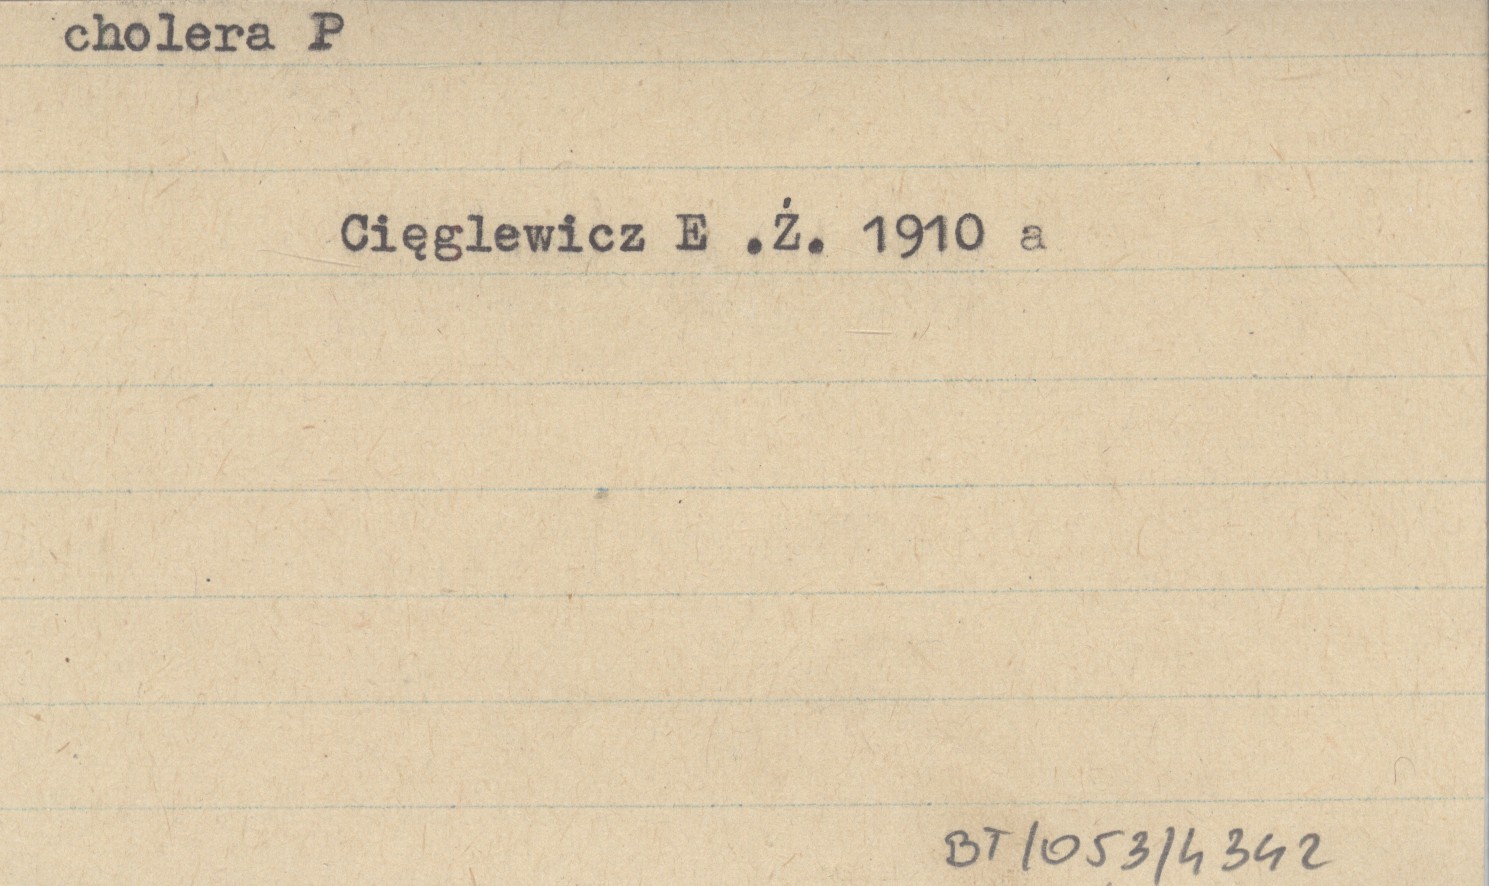 cholera P
Cięglewicz E .Ż. 1910 a
BT/053/4342